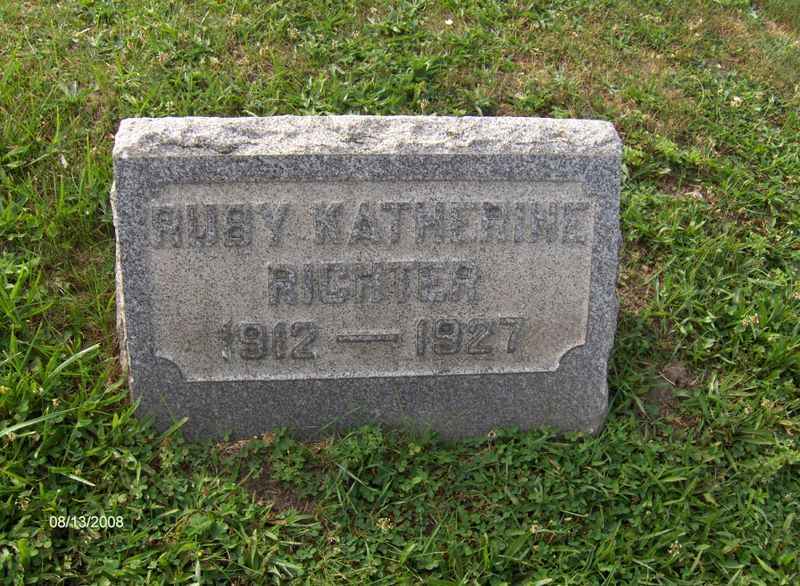 RUBY KATHERINE
RICHTER
1912 — 1927
08/13/2008